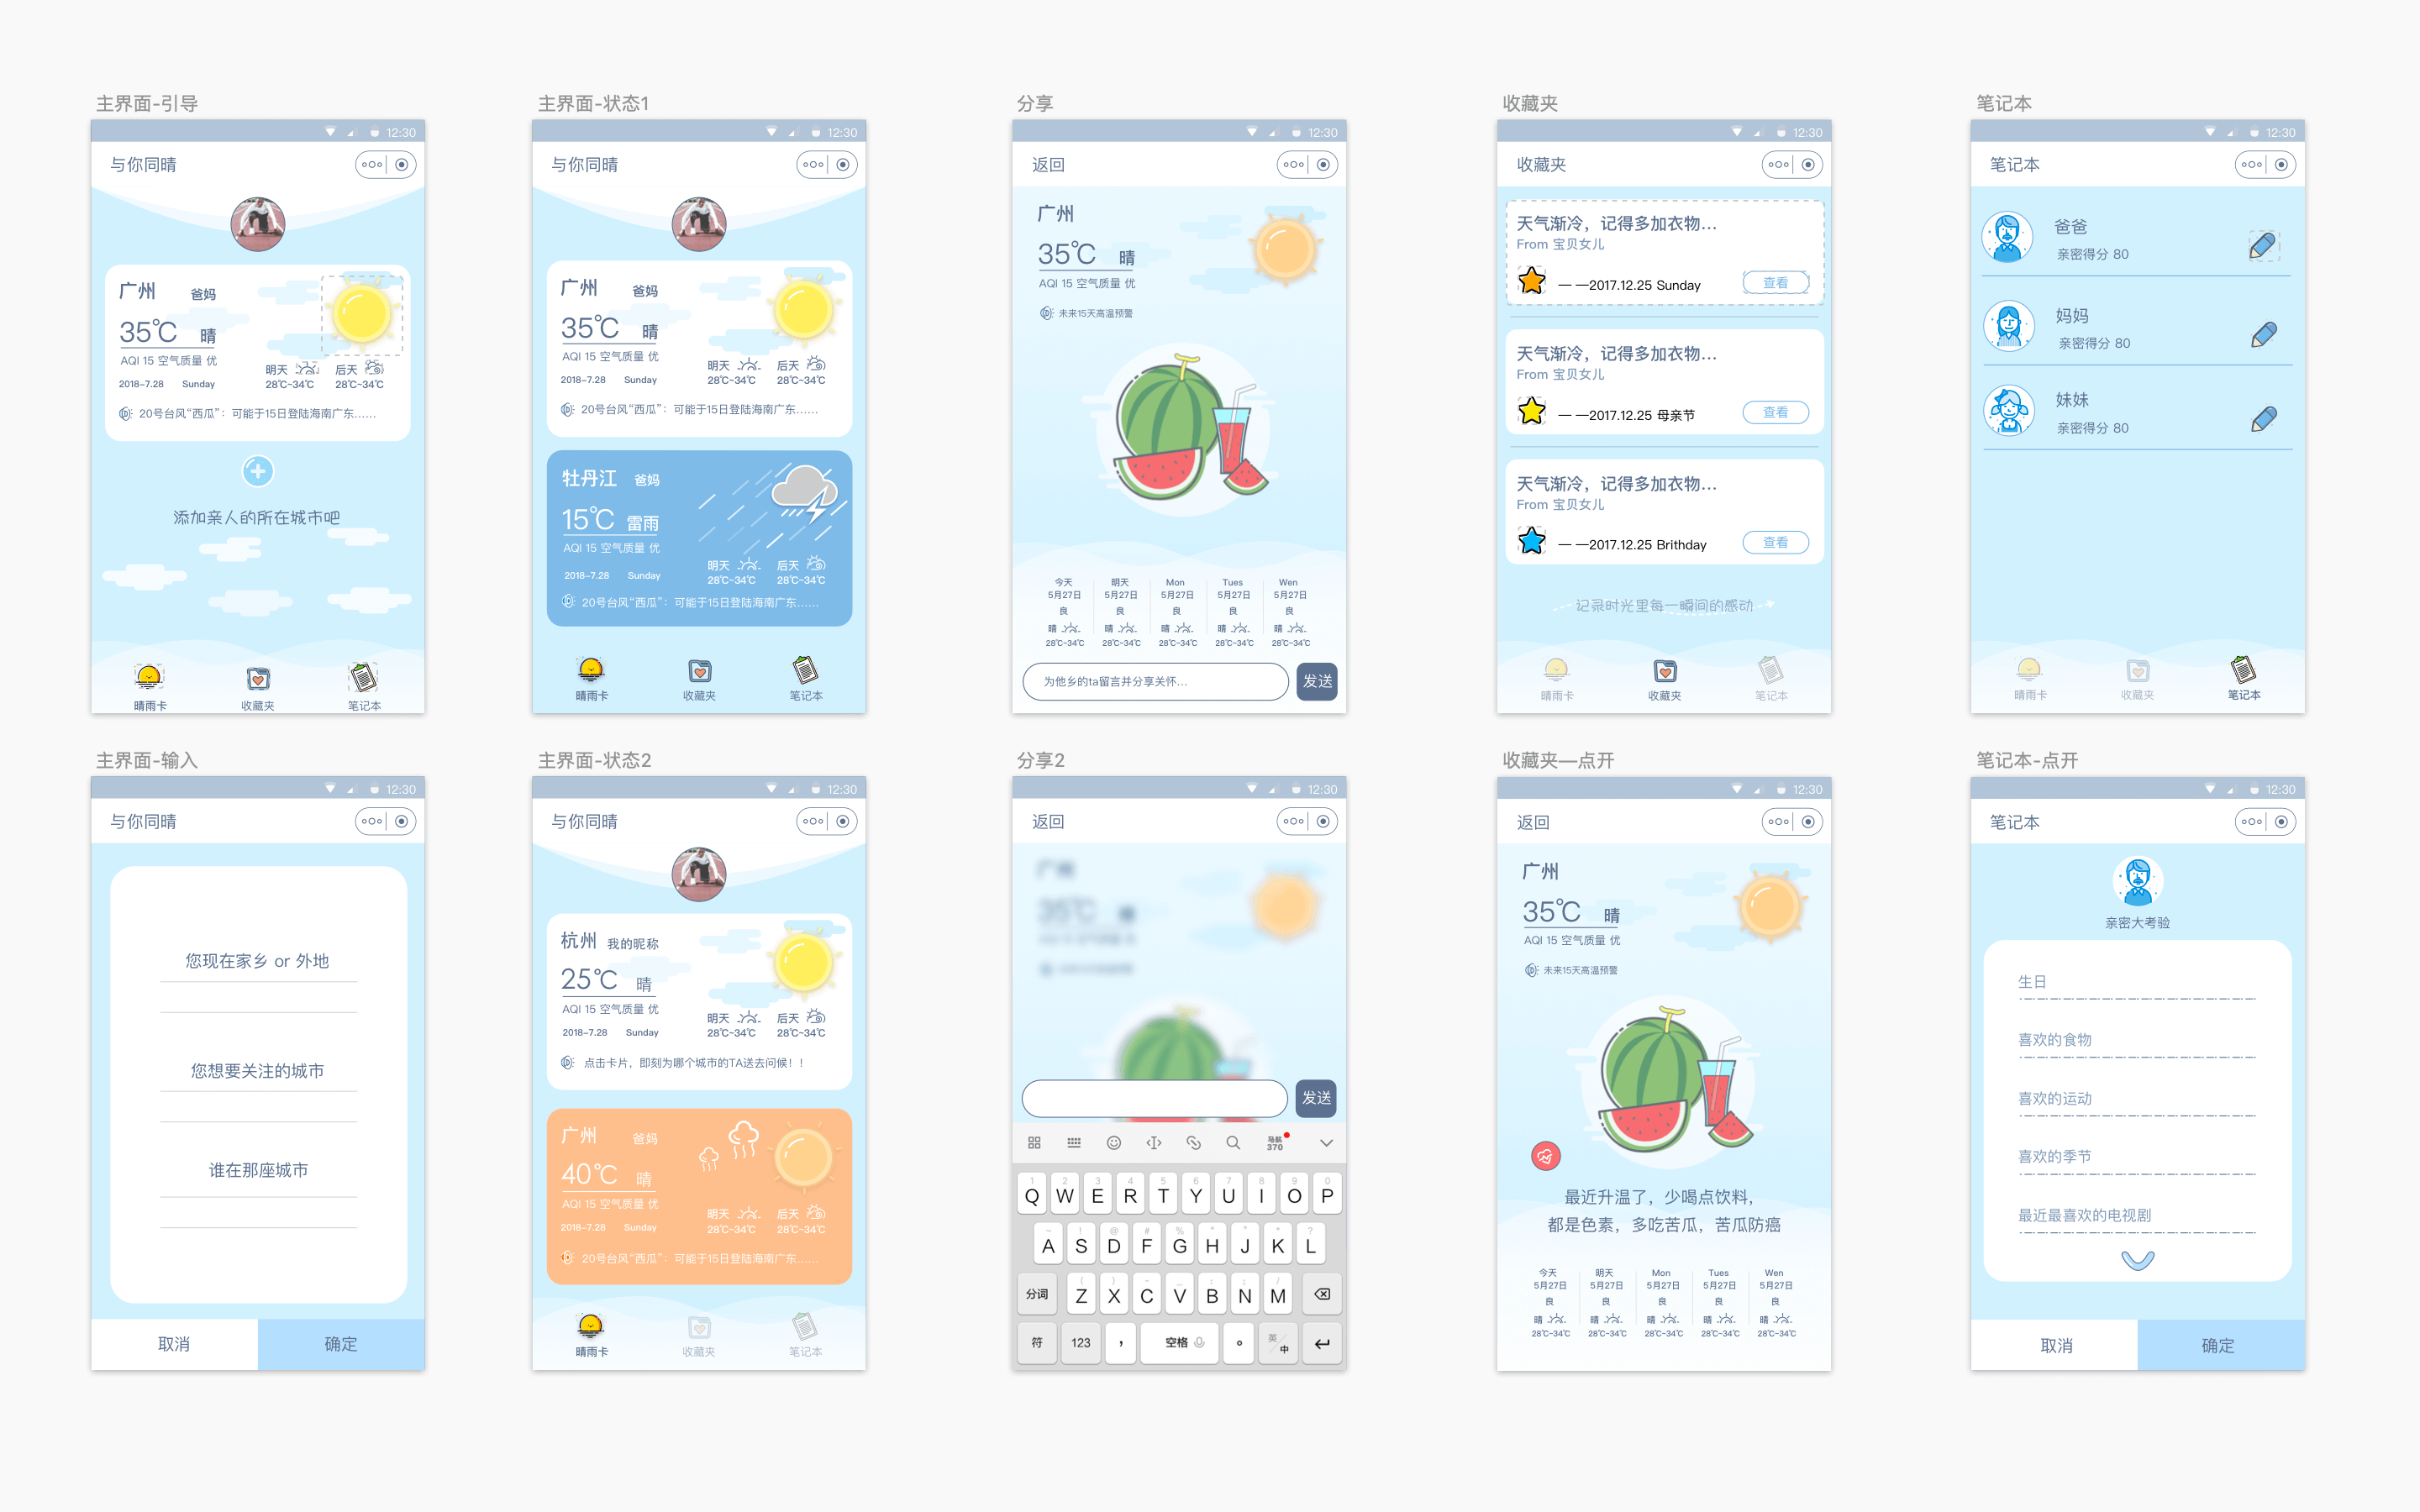 主界面-引导
12:30
与你同晴
广州 爸妈
35℃ 晴
AQI 15 空气质量 优
明天 后天
28℃~34℃ 28℃~34℃
2018-7.28 Sunday
20号台风“西瓜”：可能于15日登陆海南广东……
添加亲人的所在城市吧
晴雨卡 收藏夹 笔记本
主界面-状态1
12:30
与你同晴
广州 爸妈
35℃ 晴
AQI 15 空气质量 优
明天 后天
28℃~34℃ 28℃~34℃
2018-7.28 Sunday
20号台风“西瓜”：可能于15日登陆海南广东……
牡丹江 爸妈
15℃ 雷雨
AQI 15 空气质量 优
明天 后天
28℃~34℃ 28℃~34℃
2018-7.28 Sunday
20号台风“西瓜”：可能于15日登陆海南广东……
晴雨卡 收藏夹 笔记本
分享
12:30
返回
广州
35℃ 晴
AQI 15 空气质量 优
未来15天高温预警
今天 明天 Mon Tues Wen
5月27日 5月27日 5月27日 5月27日 5月27日
良 良 良 良 良
晴 晴 晴 晴 晴
28℃~34℃ 28℃~34℃ 28℃~34℃ 28℃~34℃ 28℃~34℃
为他乡的ta留言并分享关怀...
发送
收藏夹
12:30
收藏夹
天气渐冷，记得多加衣物...
From 宝贝女儿
— —2017.12.25 Sunday
查看
天气渐冷，记得多加衣物...
From 宝贝女儿
— —2017.12.25 母亲节
查看
天气渐冷，记得多加衣物...
From 宝贝女儿
— —2017.12.25 Brithday
查看
记录时光里每一瞬间的感动
晴雨卡 收藏夹 笔记本
笔记本
12:30
笔记本
爸爸
亲密得分 80
妈妈
亲密得分 80
妹妹
亲密得分 80
晴雨卡 收藏夹 笔记本
主界面-输入
12:30
与你同晴
您现在家乡 or 外地
您想要关注的城市
谁在那座城市
取消 确定
主界面-状态2
12:30
与你同晴
杭州 我的昵称
25℃ 晴
AQI 15 空气质量 优
明天 后天
28℃~34℃ 28℃~34℃
2018-7.28 Sunday
点击卡片，即刻为哪个城市的TA送去问候！！
广州 爸妈
40℃ 晴
AQI 15 空气质量 优
明天 后天
28℃~34℃ 28℃~34℃
2018-7.28 Sunday
20号台风“西瓜”：可能于15日登陆海南广东……
晴雨卡 收藏夹 笔记本
分享2
12:30
返回
广州
35℃ 晴
发送
马航
370
1 2 3 4 5 6 7 8 9 0
Q W E R T Y U I O P
A S D F G H J K L
分词 Z X C V B N M
符 123 ， 空格 。 英/中
收藏夹—点开
12:30
返回
广州
35℃ 晴
AQI 15 空气质量 优
未来15天高温预警
最近升温了，少喝点饮料，
都是色素，多吃苦瓜，苦瓜防癌
今天 明天 Mon Tues Wen
5月27日 5月27日 5月27日 5月27日 5月27日
良 良 良 良 良
晴 晴 晴 晴 晴
28℃~34℃ 28℃~34℃ 28℃~34℃ 28℃~34℃ 28℃~34℃
笔记本-点开
12:30
笔记本
亲密大考验
生日
喜欢的食物
喜欢的运动
喜欢的季节
最近最喜欢的电视剧
取消 确定